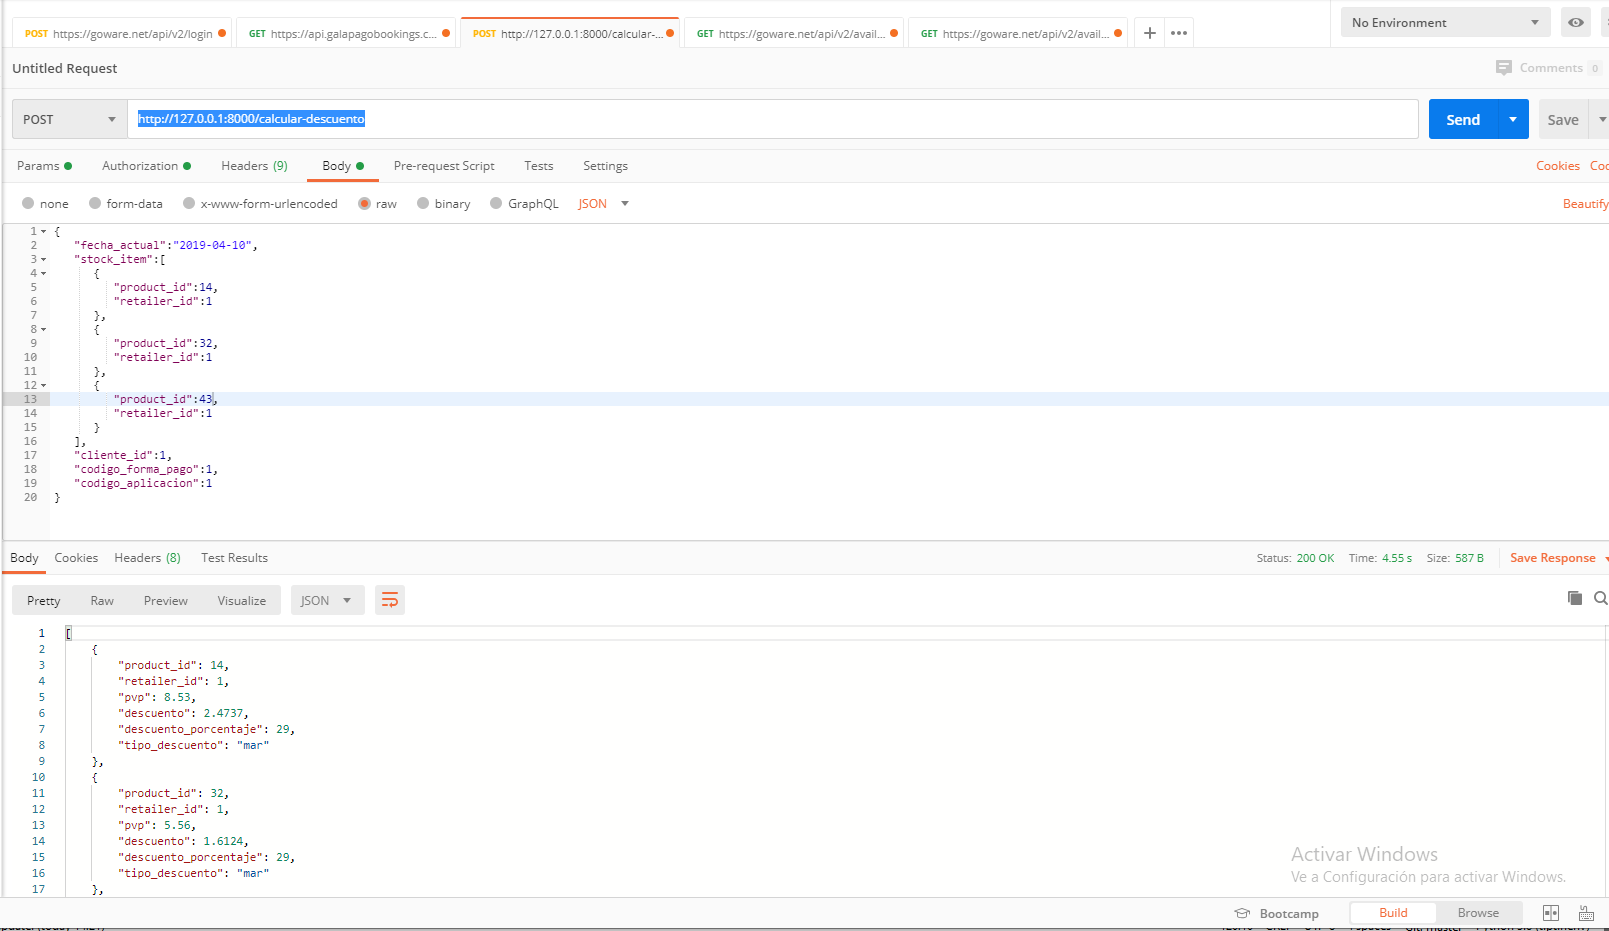 POST https://goware.net/api/v2/login GET https://api.galapagobookings.c... POST http://127.0.0.1:8000/calcular-... GET https://goware.net/api/v2/avail... GET https://goware.net/api/v2/avail... + ••• No Environment
Untitled Request Comments 0
POST http://127.0.0.1:8000/calcular-descuento Send Save
Params Authorization Headers (9) Body Pre-request Script Tests Settings Cookies Coc
none form-data x-www-form-urlencoded raw binary GraphQL JSON Beautify
1 {
2 "fecha_actual":"2019-04-10",
3 "stock_item":[
4 {
5 "product_id":14,
6 "retailer_id":1
7 },
8 {
9 "product_id":32,
10 "retailer_id":1
11 },
12 {
13 "product_id":43,
14 "retailer_id":1
15 }
16 ],
17 "cliente_id":1,
18 "codigo_forma_pago":1,
19 "codigo_aplicacion":1
20 }
Body Cookies Headers (8) Test Results Status: 200 OK Time: 4.55 s Size: 587 B Save Response
Pretty Raw Preview Visualize JSON
1 [
2 {
3 "product_id": 14,
4 "retailer_id": 1,
5 "pvp": 8.53,
6 "descuento": 2.4737,
7 "descuento_porcentaje": 29,
8 "tipo_descuento": "mar"
9 },
10 {
11 "product_id": 32,
12 "retailer_id": 1,
13 "pvp": 5.56,
14 "descuento": 1.6124,
15 "descuento_porcentaje": 29,
16 "tipo_descuento": "mar"
17 },
Activar Windows
Ve a Configuración para activar Windows.
Bootcamp Build Browse